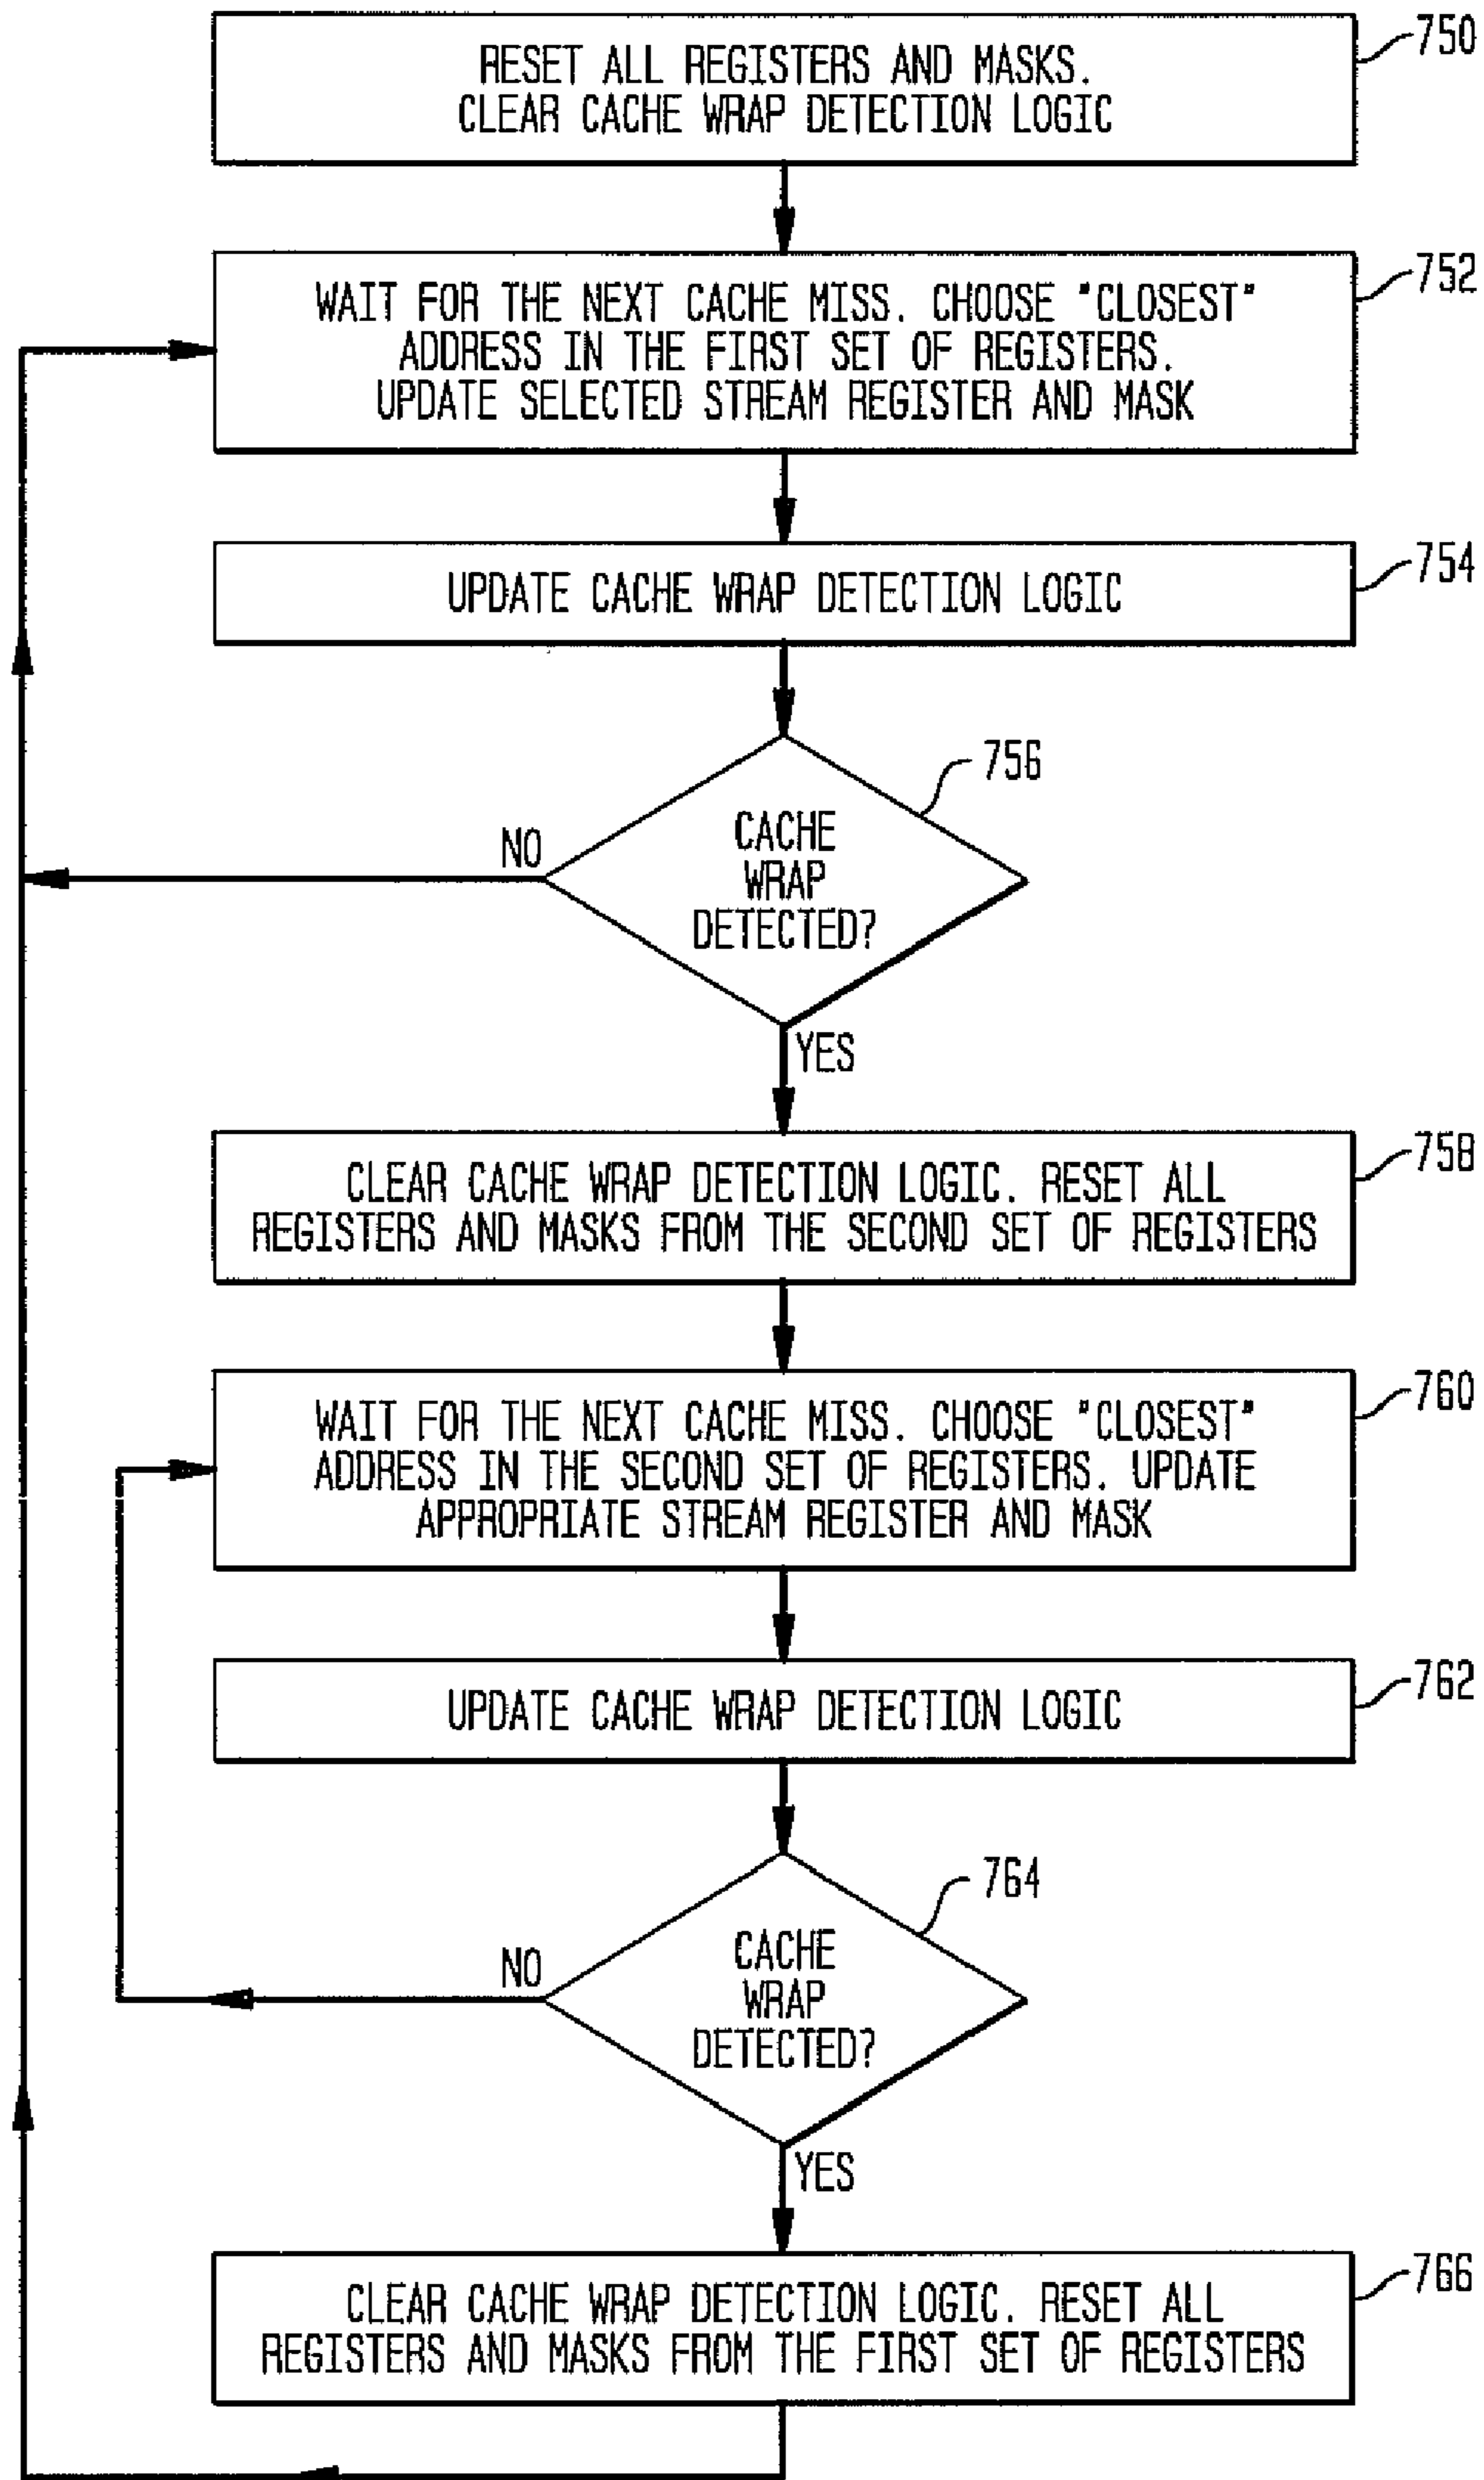 750
RESET ALL REGISTERS AND MASKS.
CLEAR CACHE WRAP DETECTION LOGIC
752
WAIT FOR THE NEXT CACHE MISS. CHOOSE "CLOSEST"
ADDRESS IN THE FIRST SET OF REGISTERS.
UPDATE SELECTED STREAM REGISTER AND MASK
754
UPDATE CACHE WRAP DETECTION LOGIC
756
CACHE
WRAP
DETECTED?
NO
YES
758
CLEAR CACHE WRAP DETECTION LOGIC. RESET ALL
REGISTERS AND MASKS FROM THE SECOND SET OF REGISTERS
760
WAIT FOR THE NEXT CACHE MISS. CHOOSE "CLOSEST"
ADDRESS IN THE SECOND SET OF REGISTERS. UPDATE
APPROPRIATE STREAM REGISTER AND MASK
762
UPDATE CACHE WRAP DETECTION LOGIC
764
CACHE
WRAP
DETECTED?
NO
YES
766
CLEAR CACHE WRAP DETECTION LOGIC. RESET ALL
REGISTERS AND MASKS FROM THE FIRST SET OF REGISTERS